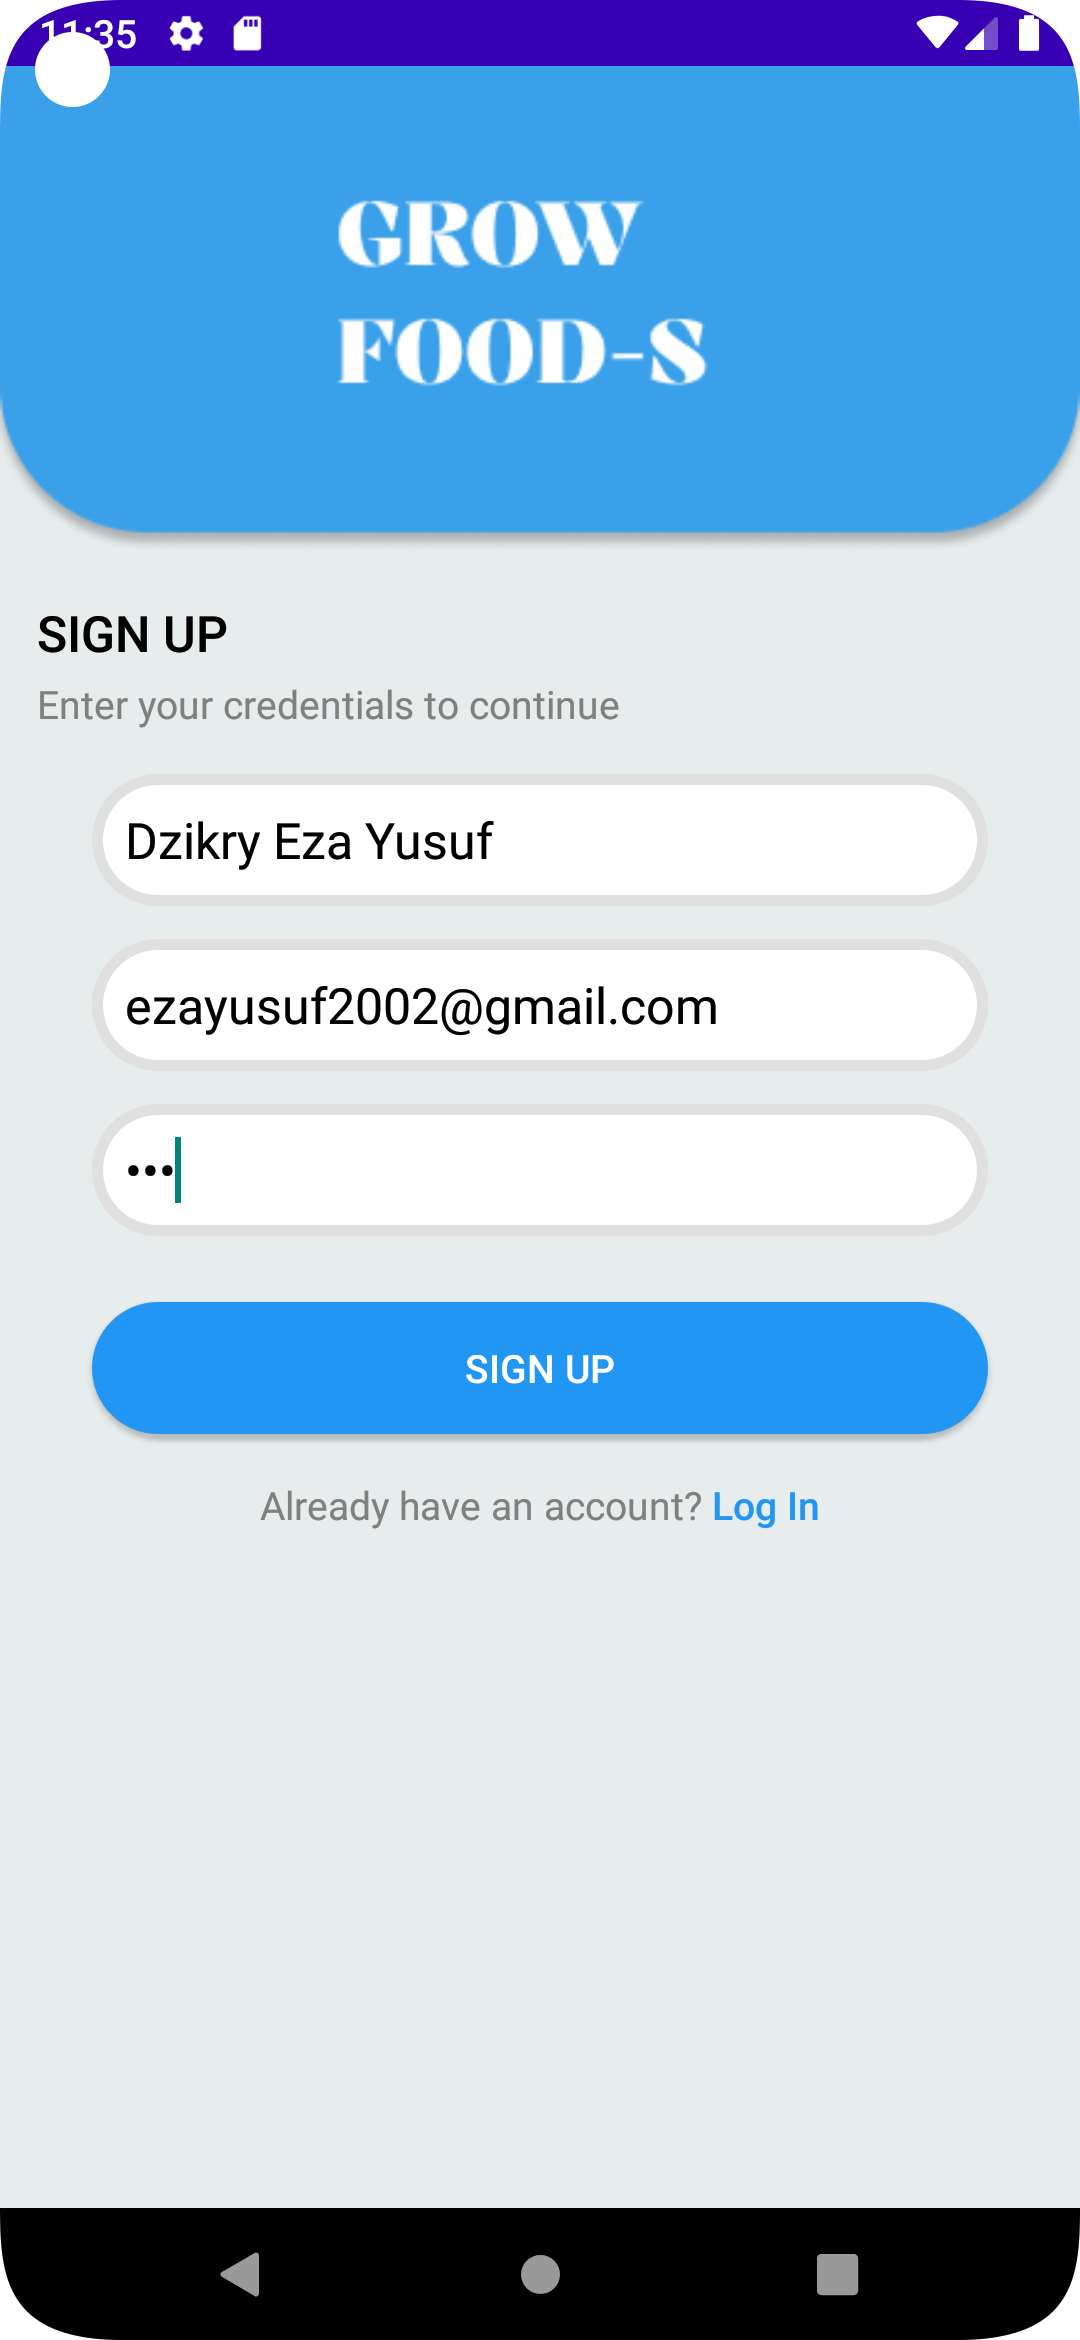 11:35
GROW
FOOD-S
SIGN UP
Enter your credentials to continue
Dzikry Eza Yusuf
ezayusuf2002@gmail.com
•••
SIGN UP
Already have an account? Log In